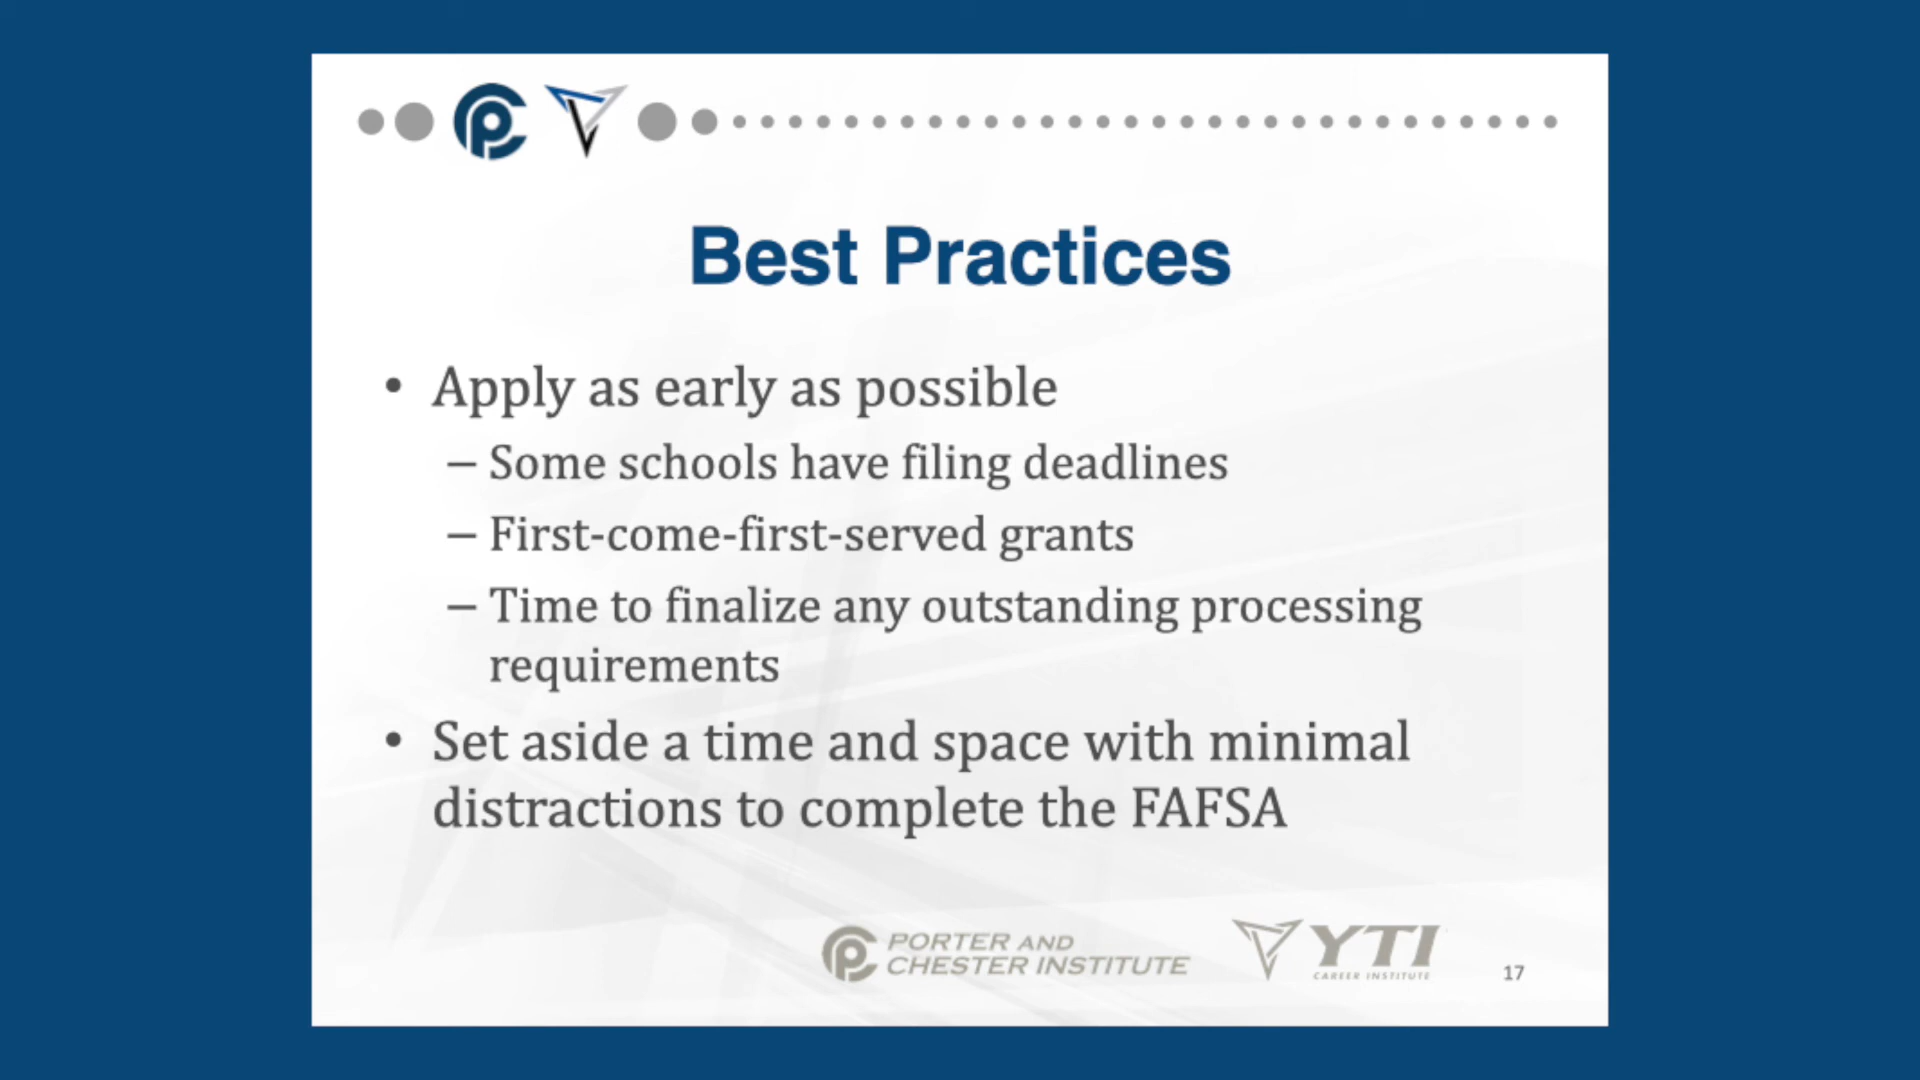 Best Practices
• Apply as early as possible
– Some schools have filing deadlines
– First-come-first-served grants
– Time to finalize any outstanding processing
requirements
• Set aside a time and space with minimal
distractions to complete the FAFSA
PORTER AND
CHESTER INSTITUTE
YTI
CAREER INSTITUTE
17